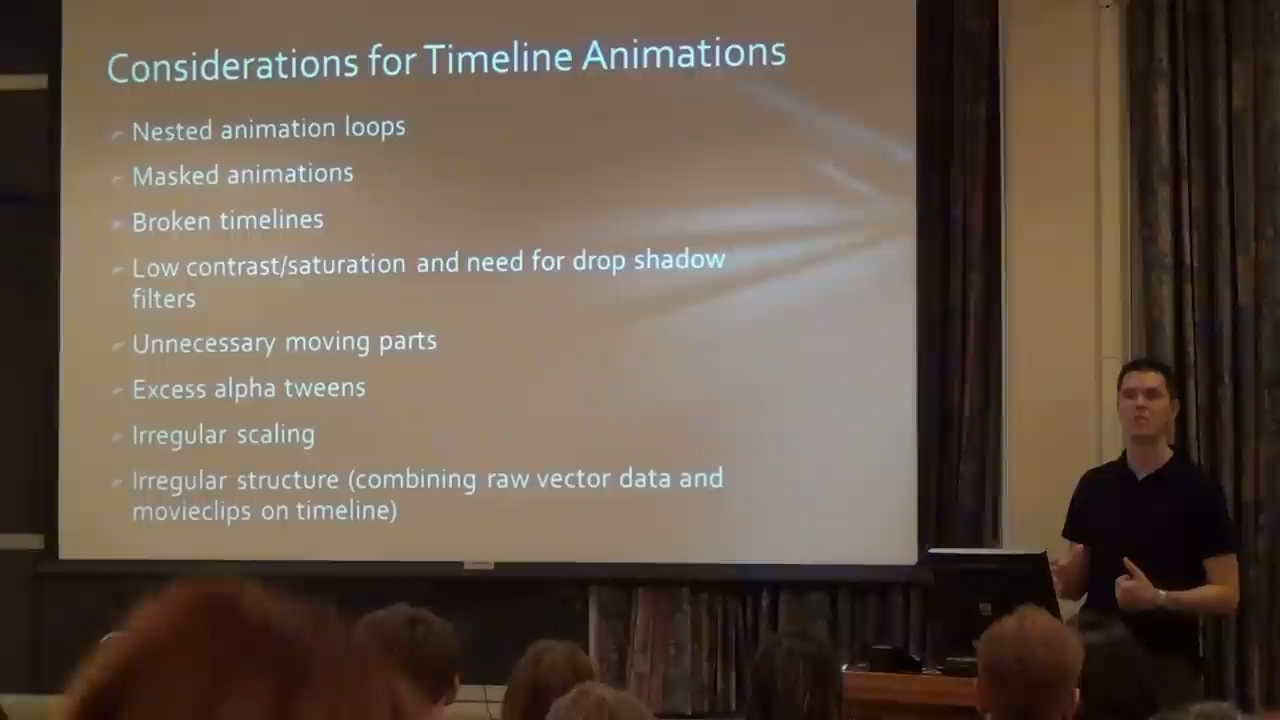 Considerations for Timeline Animations
Nested animation loops
Masked animations
Broken timelines
Low contrast/saturation and need for drop shadow
filters
Unnecessary moving parts
Excess alpha tweens
Irregular scaling
Irregular structure (combining raw vector data and
movieclips on timeline)